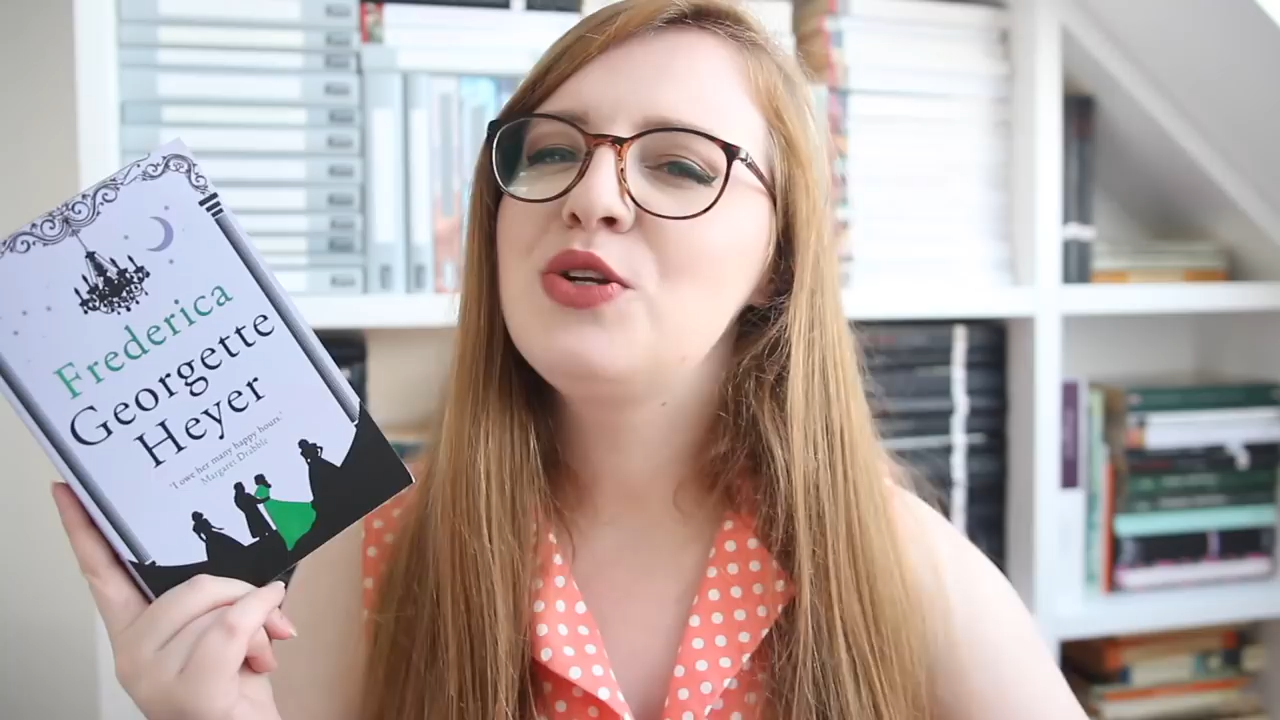 Frederica
Georgette
Heyer
'I owe her many happy hours.'
Margaret Drabble